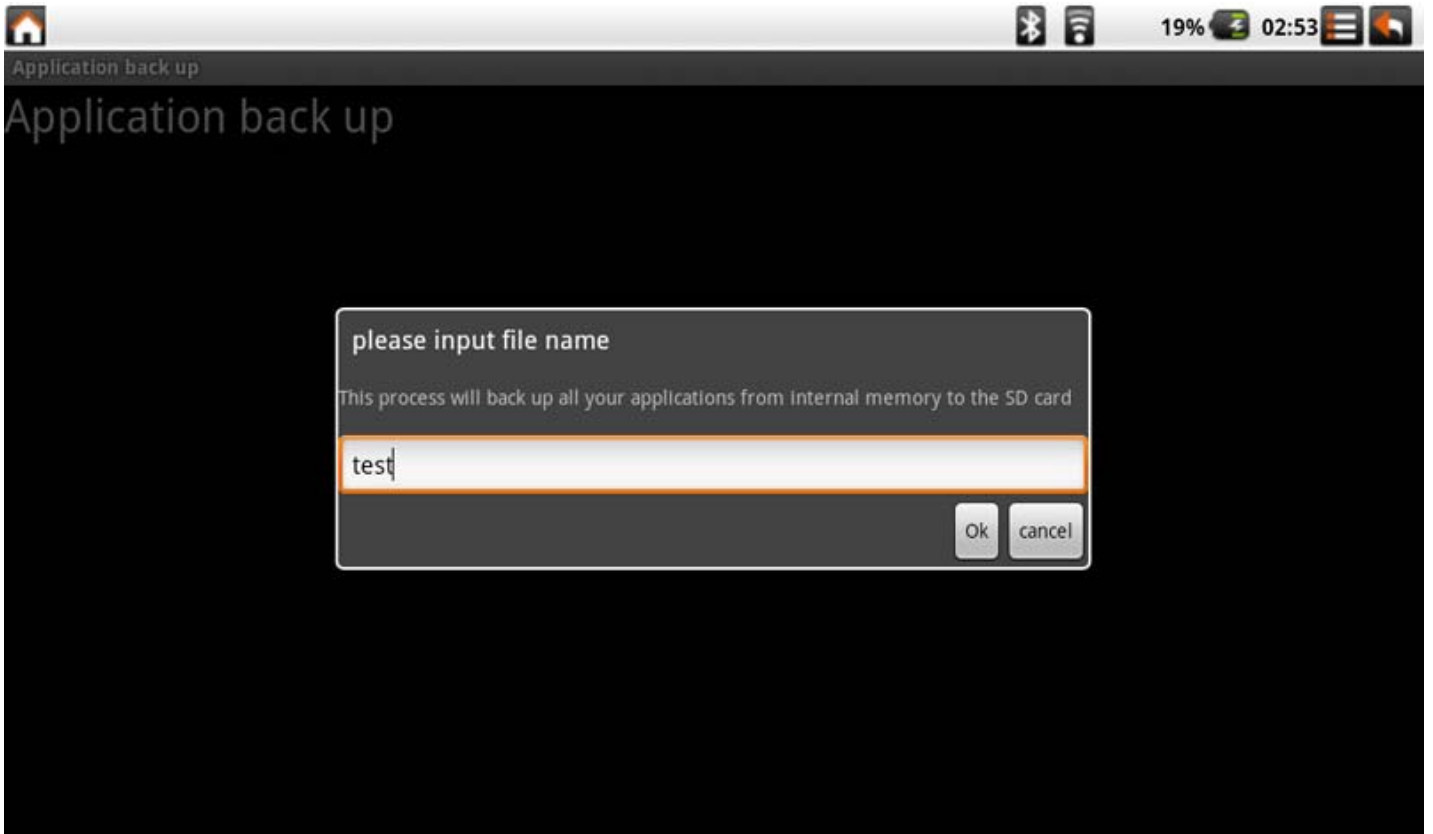 19% 02:53
Application back up
Application back up
please input file name
This process will back up all your applications from internal memory to the SD card
test
Ok cancel